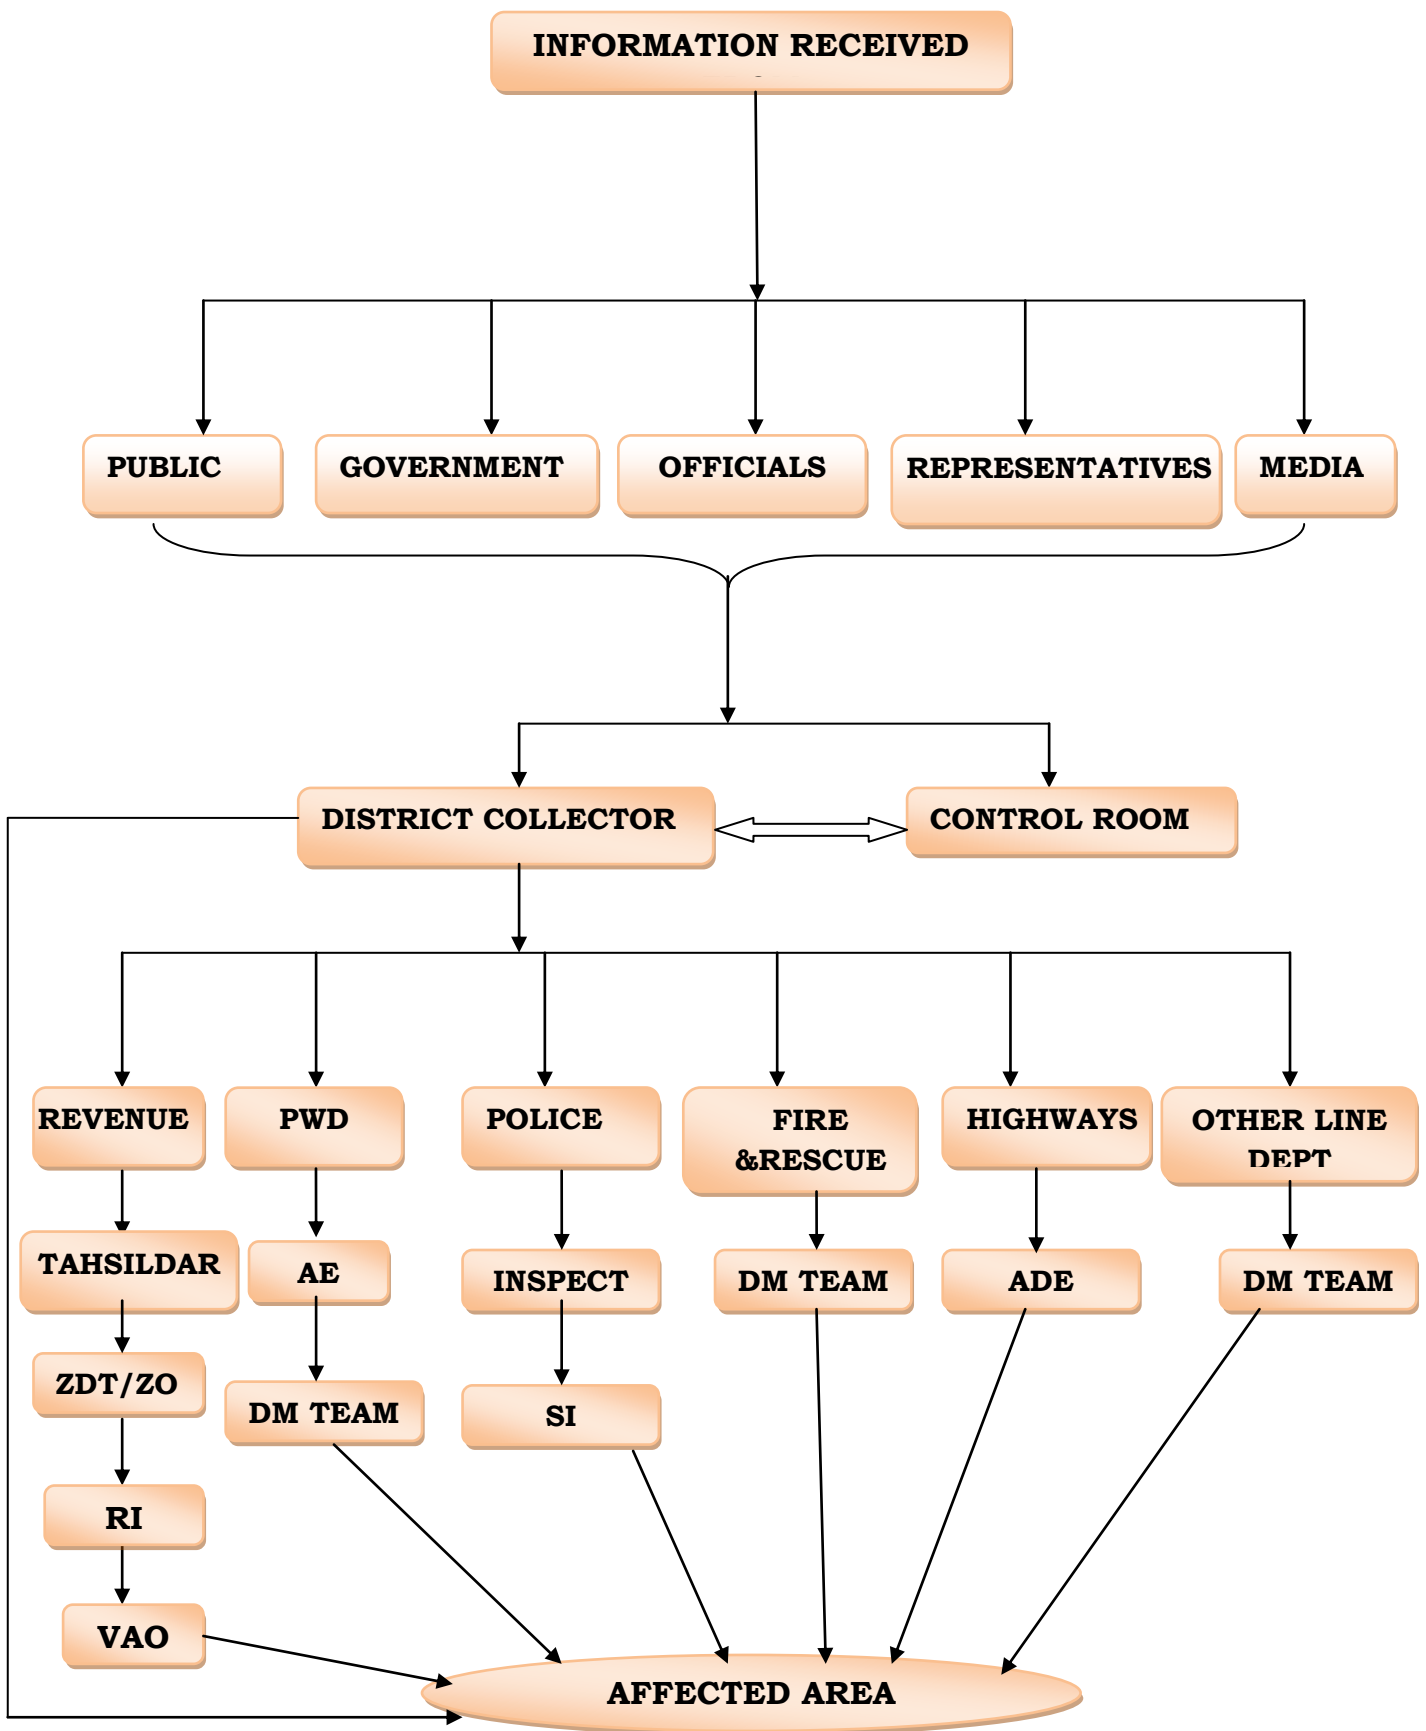 INFORMATION RECEIVED
PUBLIC
GOVERNMENT
OFFICIALS
REPRESENTATIVES
MEDIA
DISTRICT COLLECTOR
CONTROL ROOM
REVENUE
PWD
POLICE
FIRE
&RESCUE
HIGHWAYS
OTHER LINE
DEPT
TAHSILDAR
AE
INSPECT
DM TEAM
ADE
DM TEAM
ZDT/ZO
DM TEAM
SI
RI
VAO
AFFECTED AREA